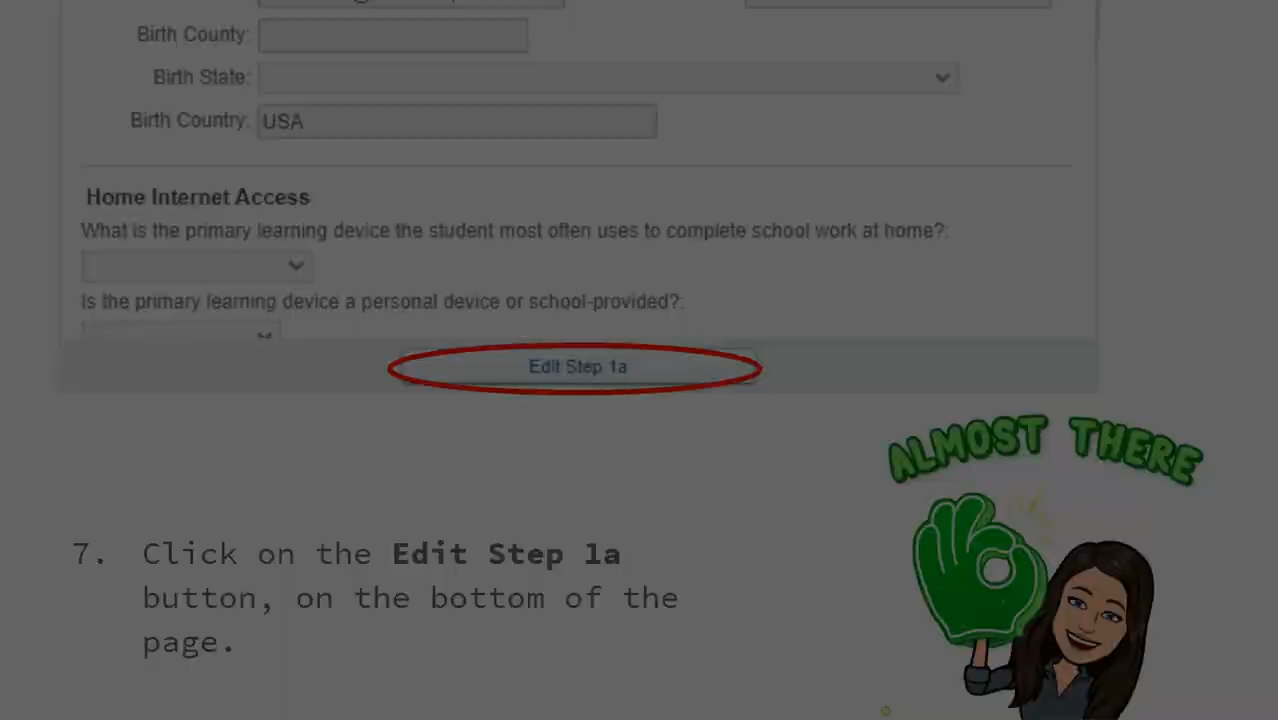 Birth County:
Birth State:
Birth Country: USA
Home Internet Access
What is the primary learning device the student most often uses to complete school work at home?:
Is the primary learning device a personal device or school-provided?:
Edit Step 1a
ALMOST THERE
7. Click on the Edit Step 1a
button, on the bottom of the
page.